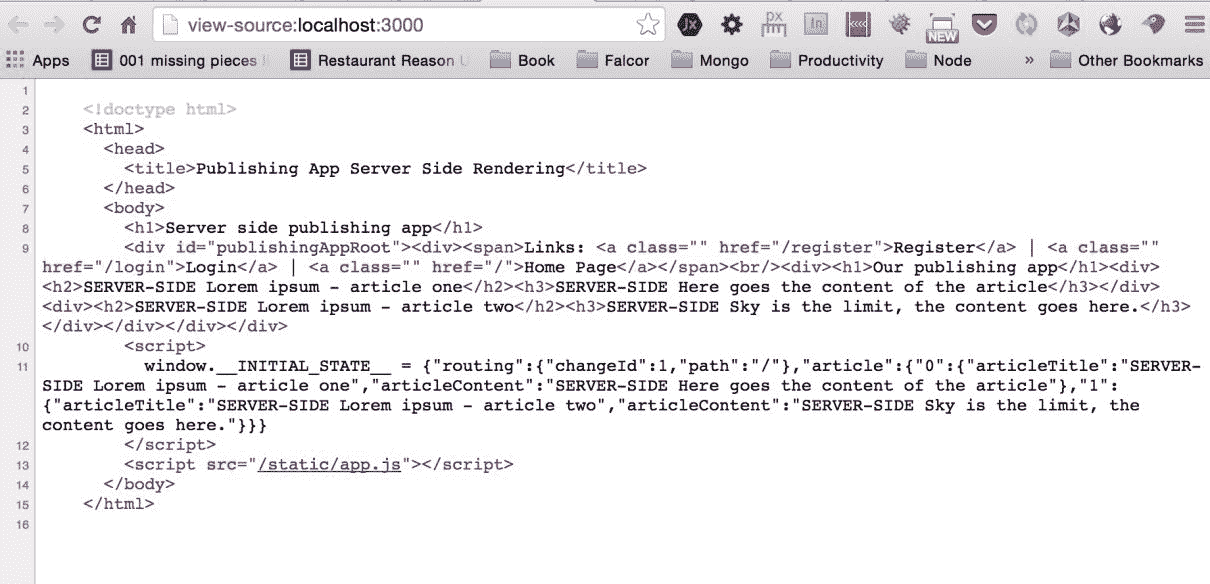 view-source:localhost:3000
px
In
NEW
Apps 001 missing pieces Restaurant Reason U Book Falcor Mongo Productivity Node » Other Bookmarks
1
2 <!doctype html>
3 <html>
4 <head>
5 <title>Publishing App Server Side Rendering</title>
6 </head>
7 <body>
8 <h1>Server side publishing app</h1>
9 <div id="publishingAppRoot"><div><span>Links: <a class="" href="/register">Register</a> | <a class=""
href="/login">Login</a> | <a class="" href="/">Home Page</a></span><br/><div><h1>Our publishing app</h1><div>
<h2>SERVER-SIDE Lorem ipsum - article one</h2><h3>SERVER-SIDE Here goes the content of the article</h3></div>
<div><h2>SERVER-SIDE Lorem ipsum - article two</h2><h3>SERVER-SIDE Sky is the limit, the content goes here.</h3>
</div></div></div></div>
10 <script>
11 window.__INITIAL_STATE__ = {"routing":{"changeId":1,"path":"/"},"article":{"0":{"articleTitle":"SERVER-
SIDE Lorem ipsum - article one","articleContent":"SERVER-SIDE Here goes the content of the article"},"1":
{"articleTitle":"SERVER-SIDE Lorem ipsum - article two","articleContent":"SERVER-SIDE Sky is the limit, the
content goes here."}}}
12 </script>
13 <script src="/static/app.js"></script>
14 </body>
15 </html>
16